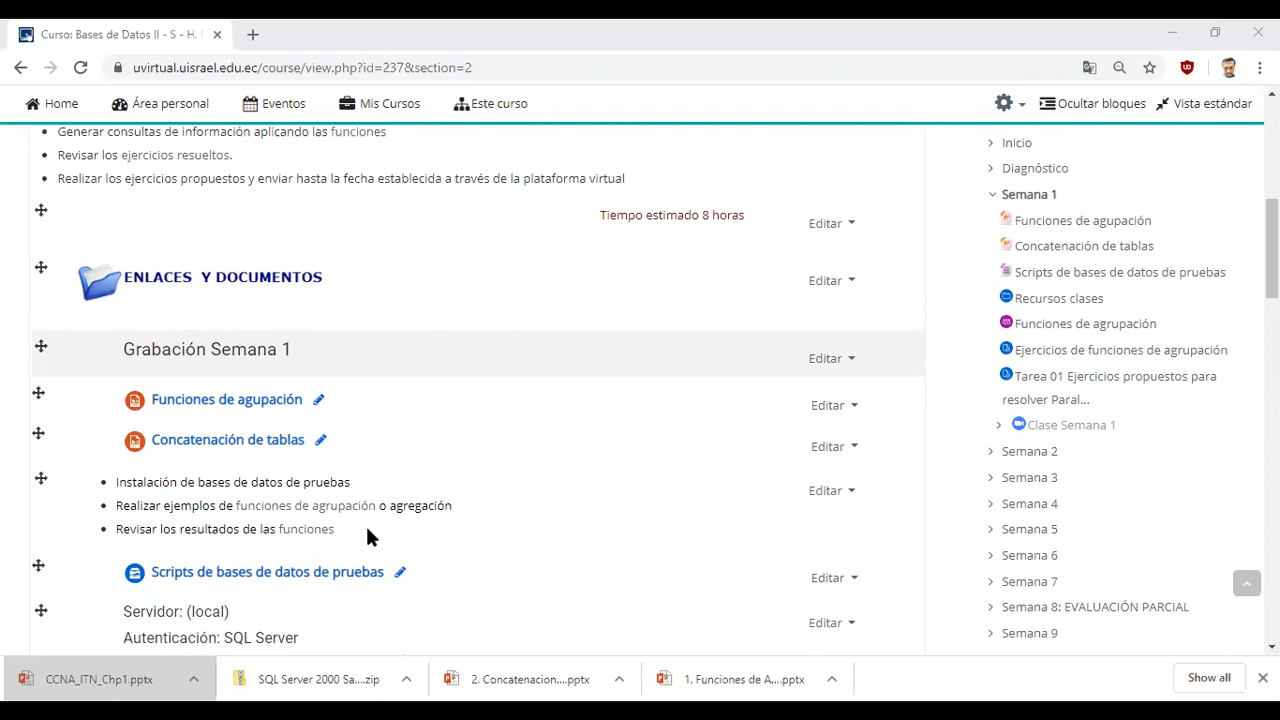 Curso: Bases de Datos II - S - H.
uvirtual.uisrael.edu.ec/course/view.php?id=237&section=2
Home
Área personal
Eventos
Mis Cursos
Este curso
Ocultar bloques
Vista estándar
Generar consultas de información aplicando las funciones
Revisar los ejercicios resueltos.
Realizar los ejercicios propuestos y enviar hasta la fecha establecida a través de la plataforma virtual
Tiempo estimado 8 horas
Editar
ENLACES Y DOCUMENTOS
Editar
Grabación Semana 1
Editar
Funciones de agupación
Editar
Concatenación de tablas
Editar
Instalación de bases de datos de pruebas
Editar
Realizar ejemplos de funciones de agrupación o agregación
Revisar los resultados de las funciones
Scripts de bases de datos de pruebas
Editar
Servidor: (local)
Editar
Autenticación: SQL Server
Inicio
Diagnóstico
Semana 1
Funciones de agupación
Concatenación de tablas
Scripts de bases de datos de pruebas
Recursos clases
Funciones de agrupación
Ejercicios de funciones de agrupación
Tarea 01 Ejercicios propuestos para
resolver Paral...
Clase Semana 1
Semana 2
Semana 3
Semana 4
Semana 5
Semana 6
Semana 7
Semana 8: EVALUACIÓN PARCIAL
Semana 9
CCNA_ITN_Chp1.pptx
SQL Server 2000 Sa....zip
2. Concatenacion....pptx
1. Funciones de A....pptx
Show all